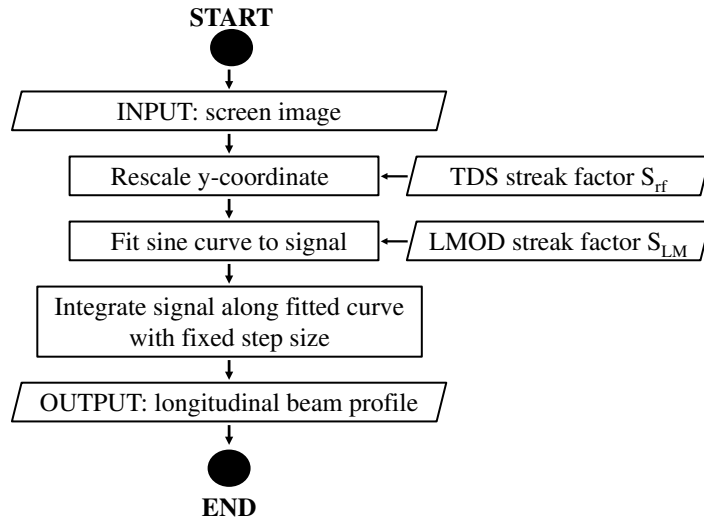 START
INPUT: screen image
Rescale y-coordinate
TDS streak factor S_rf
Fit sine curve to signal
LMOD streak factor S_LM
Integrate signal along fitted curve
with fixed step size
OUTPUT: longitudinal beam profile
END